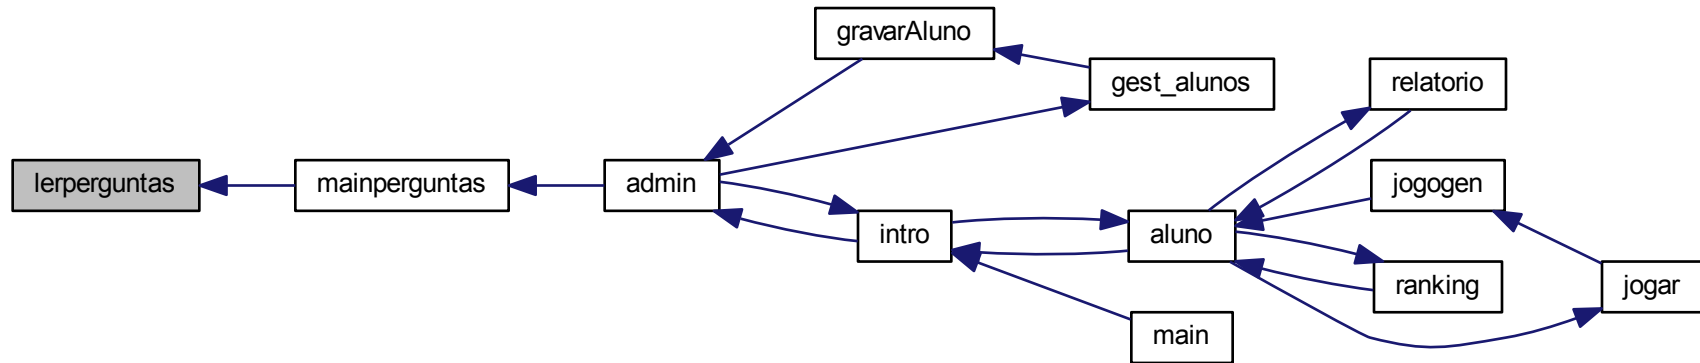 gravarAluno
gest_alunos
relatorio
lerperguntas
mainperguntas
admin
jogogen
intro
aluno
ranking
jogar
main